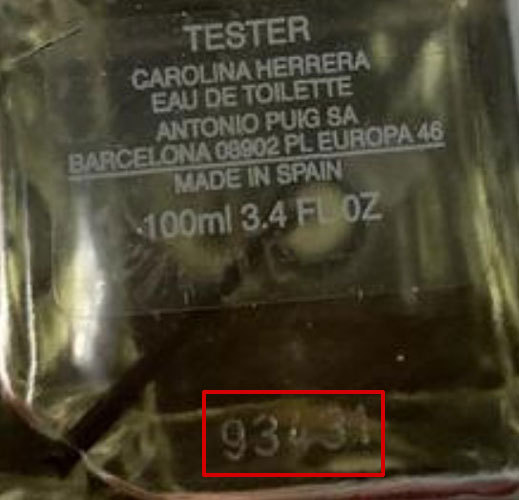 TESTER
CAROLINA HERRERA
EAU DE TOILETTE
ANTONIO PUIG SA
BARCELONA 08902 PL EUROPA 46
MADE IN SPAIN
100ml 3.4 FL OZ